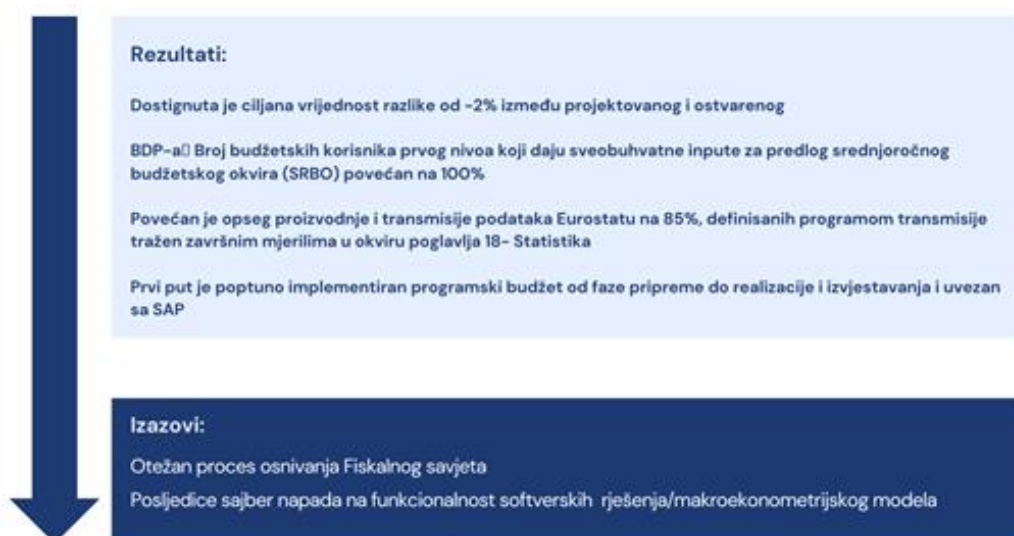 Rezultati:
Dostignuta je ciljana vrijednost razlike od -2% između projektovanog i ostvarenog
BDP-a▯ Broj budžetskih korisnika prvog nivoa koji daju sveobuhvatne inpute za predlog srednjoročnog
budžetskog okvira (SRBO) povećan na 100%
Povećan je opseg proizvodnje i transmisije podataka Eurostatu na 85%, definisanih programom transmisije
tražen završnim mjerilima u okviru poglavlja 18- Statistika
Prvi put je poptuno implementiran programski budžet od faze pripreme do realizacije i izvjestavanja i uvezan
sa SAP
Izazovi:
Otežan proces osnivanja Fiskalnog savjeta
Posljedice sajber napada na funkcionalnost softverskih rješenja/makroekonometrijskog modela